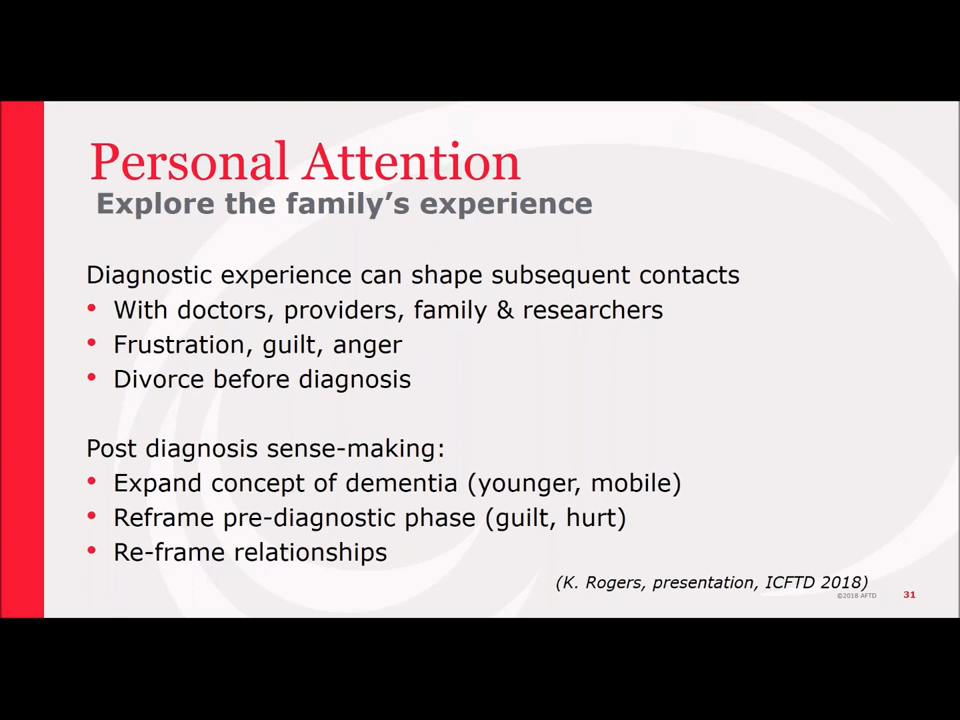 Personal Attention
Explore the family’s experience
Diagnostic experience can shape subsequent contacts
• With doctors, providers, family & researchers
• Frustration, guilt, anger
• Divorce before diagnosis
Post diagnosis sense-making:
• Expand concept of dementia (younger, mobile)
• Reframe pre-diagnostic phase (guilt, hurt)
• Re-frame relationships
(K. Rogers, presentation, ICFTD 2018)
©2018 AFTD 31